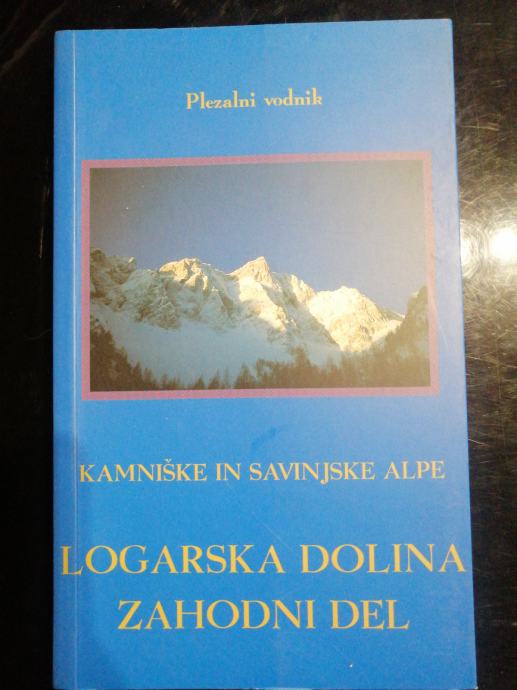 Plezalni vodnik
KAMNIŠKE IN SAVINJSKE ALPE
LOGARSKA DOLINA
ZAHODNI DEL